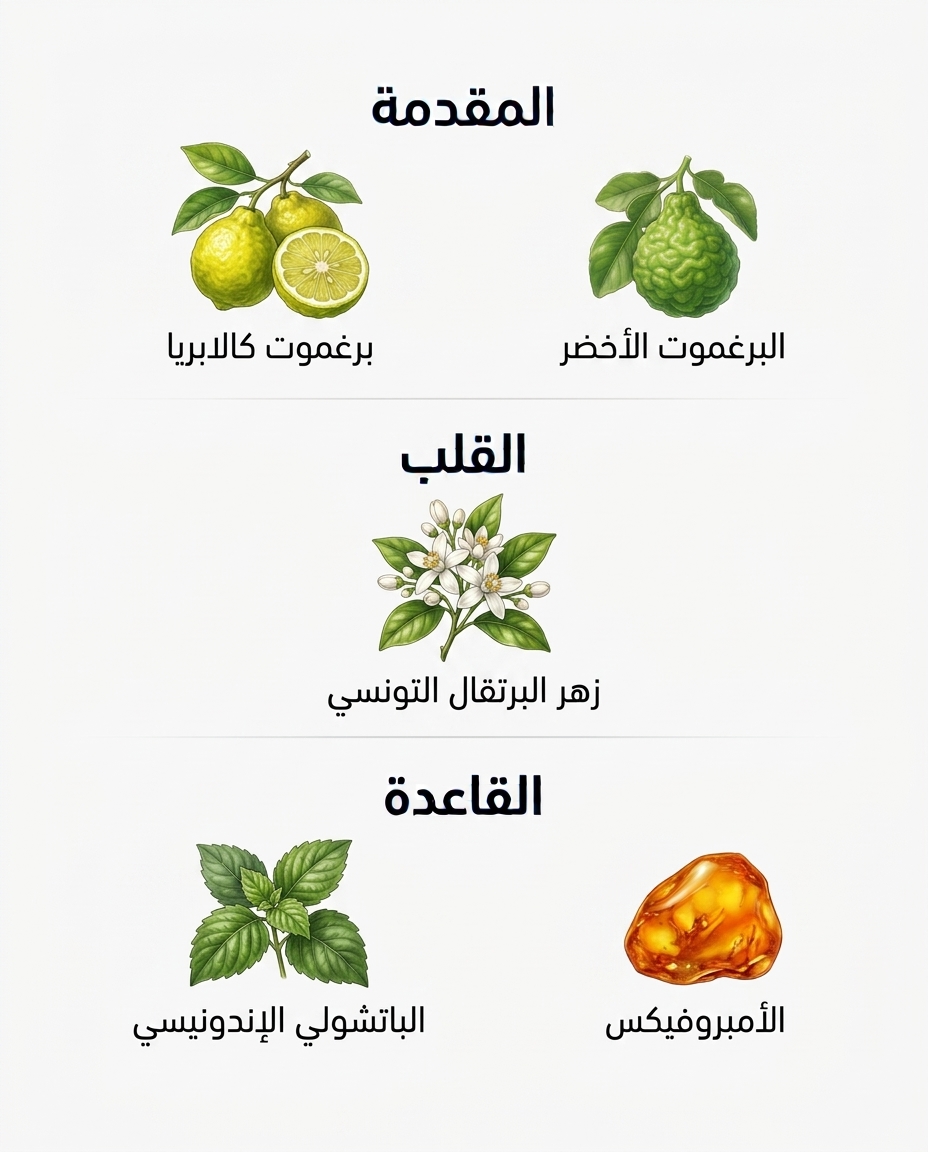 المقدمة
البرغموت الأخضر
برغموت كالابريا
القلب
زهر البرتقال التونسي
القاعدة
الأمبروفيكس
الباتشولي الإندونيسي